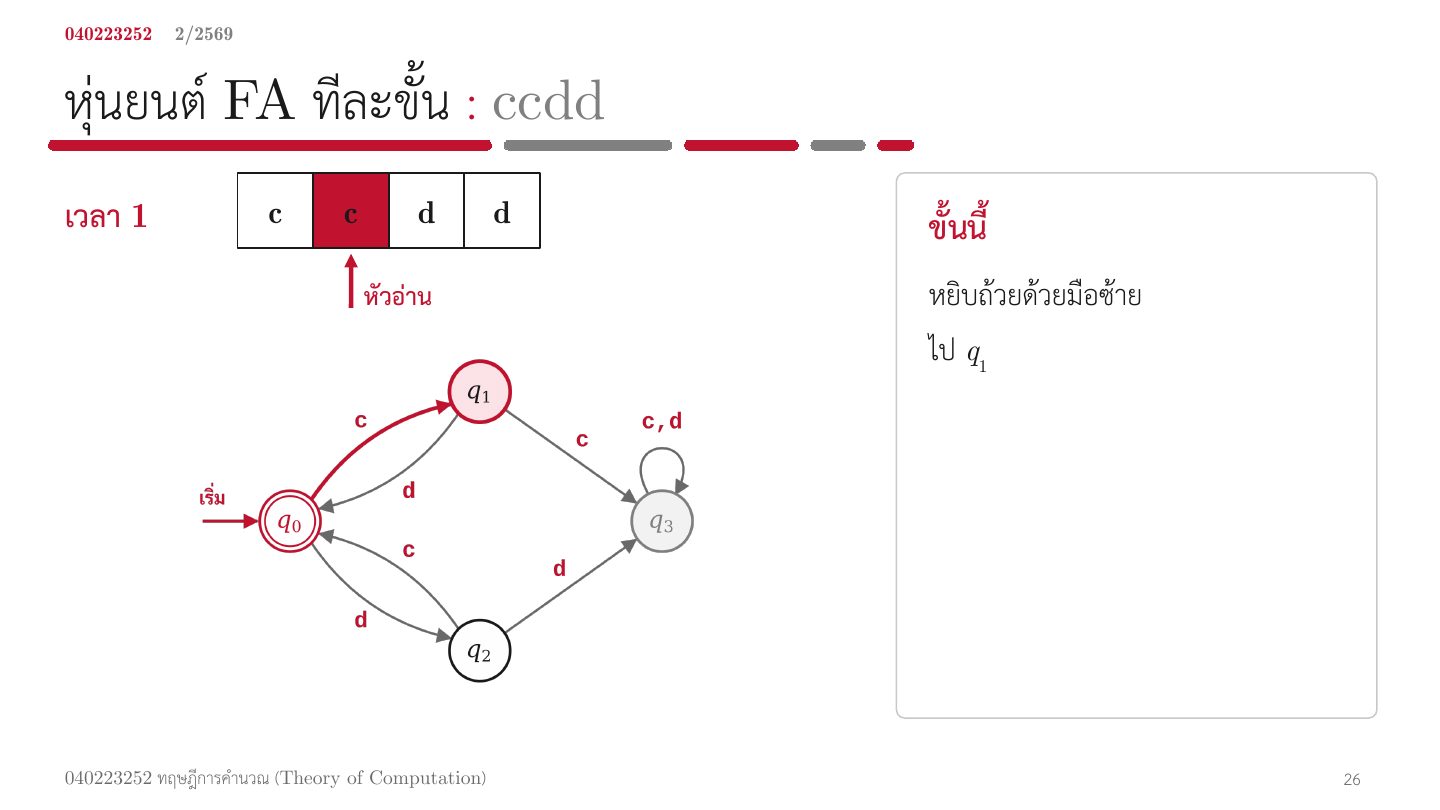 040223252 2/2569
หุ่นยนต์ FA ทีละขั้น : ccdd
เวลา 1
c c d d
หัวอ่าน
ขั้นนี้
หยิบถ้วยด้วยมือซ้าย
ไป q1
q1
c
c
c,d
d
เริ่ม
q0
q3
c
d
d
q2
040223252 ทฤษฎีการคำนวณ (Theory of Computation)
26